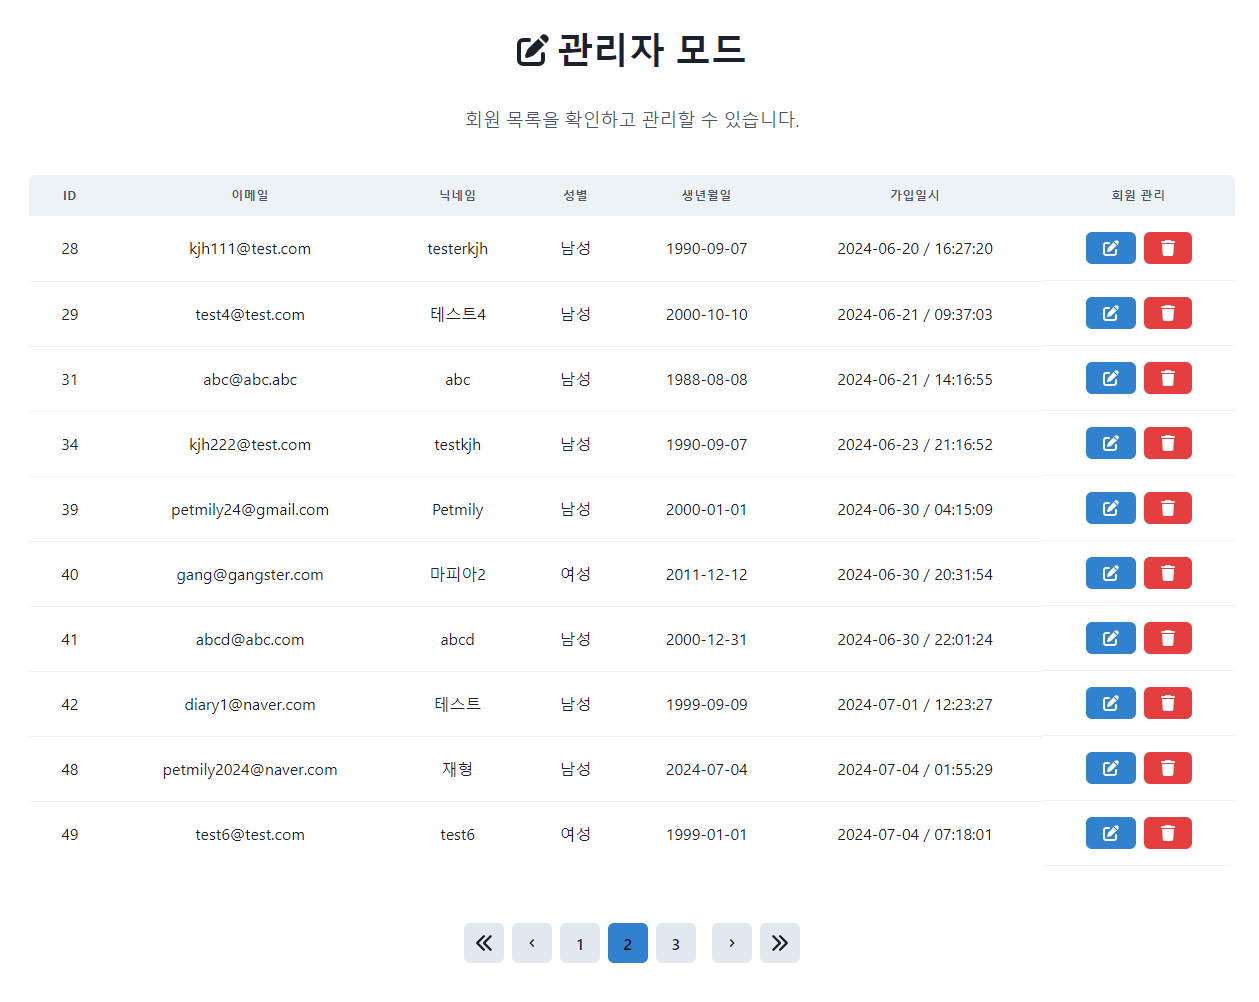 관리자 모드
회원 목록을 확인하고 관리할 수 있습니다.
ID 이메일 닉네임 성별 생년월일 가입일시 회원 관리
28 kjh111@test.com testerkjh 남성 1990-09-07 2024-06-20 / 16:27:20
29 test4@test.com 테스트4 남성 2000-10-10 2024-06-21 / 09:37:03
31 abc@abc.abc abc 남성 1988-08-08 2024-06-21 / 14:16:55
34 kjh222@test.com testkjh 남성 1990-09-07 2024-06-23 / 21:16:52
39 petmily24@gmail.com Petmily 남성 2000-01-01 2024-06-30 / 04:15:09
40 gang@gangster.com 마피아2 여성 2011-12-12 2024-06-30 / 20:31:54
41 abcd@abc.com abcd 남성 2000-12-31 2024-06-30 / 22:01:24
42 diary1@naver.com 테스트 남성 1999-09-09 2024-07-01 / 12:23:27
48 petmily2024@naver.com 재형 남성 2024-07-04 2024-07-04 / 01:55:29
49 test6@test.com test6 여성 1999-01-01 2024-07-04 / 07:18:01
« ‹ 1 2 3 › »